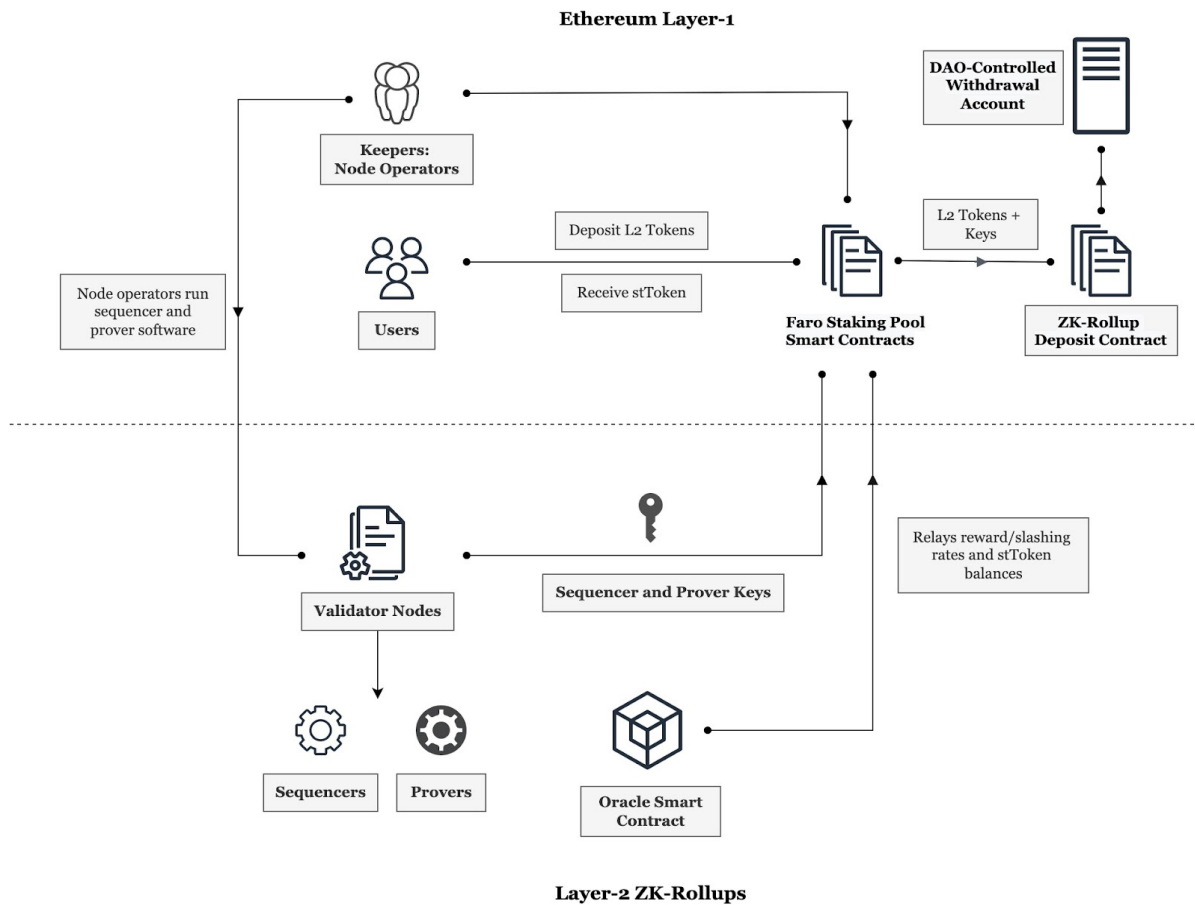 Ethereum Layer-1
DAO-Controlled
Withdrawal
Account
Keepers:
Node Operators
Deposit L2 Tokens
L2 Tokens +
Keys
Receive stToken
Node operators run
sequencer and
prover software
Users
Faro Staking Pool
Smart Contracts
ZK-Rollup
Deposit Contract
Relays reward/slashing
rates and stToken
balances
Sequencer and Prover Keys
Validator Nodes
Sequencers
Provers
Oracle Smart
Contract
Layer-2 ZK-Rollups